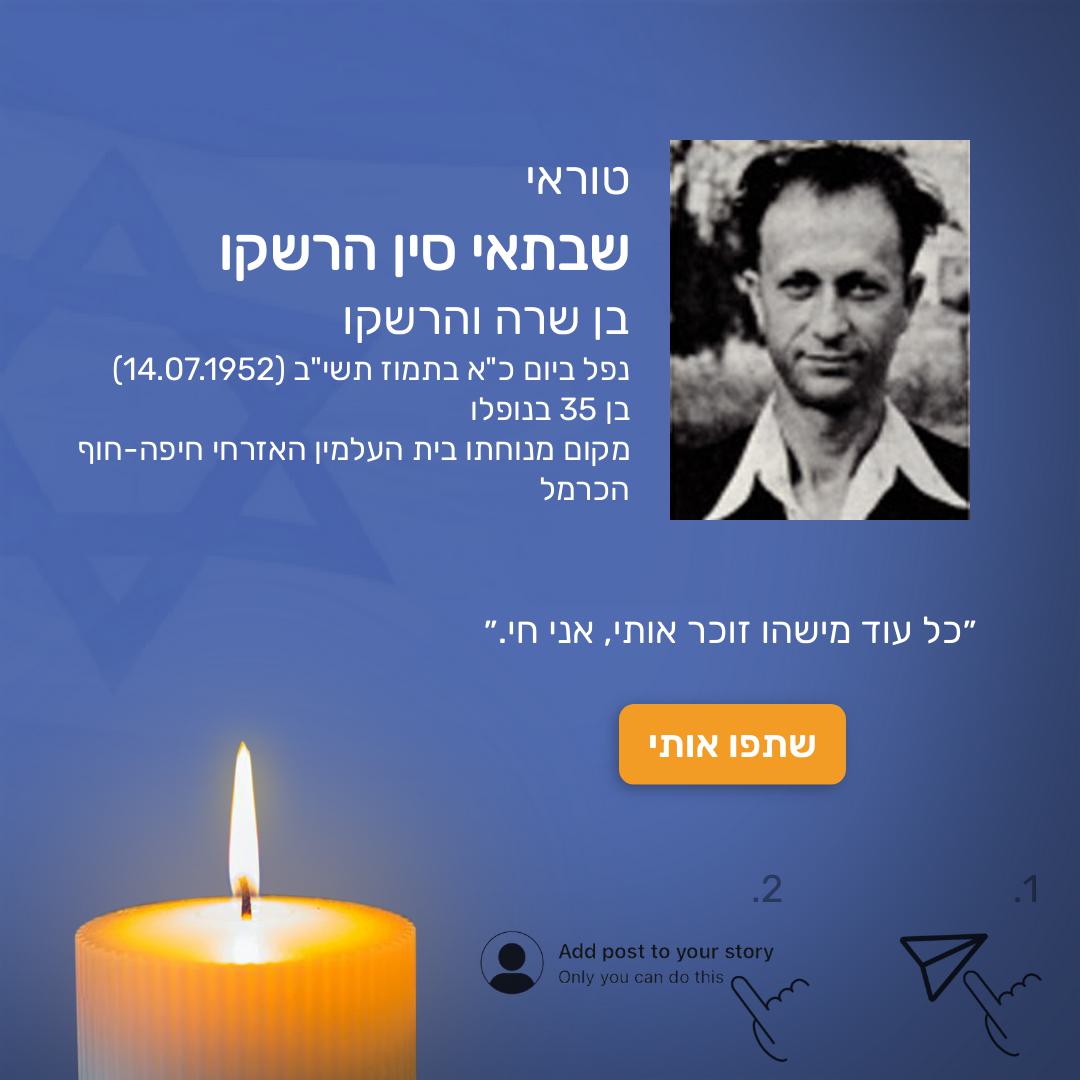 טוראי
שבתאי סין הרשקו
בן שרה והרשקו
נפל ביום כ"א בתמוז תשי"ב (14.07.1952)
בן 35 בנופלו
מקום מנוחתו בית העלמין האזרחי חיפה-חוף
הכרמל
״כל עוד מישהו זוכר אותי, אני חי.״
שתפו אותי
1.
2.
Add post to your story
Only you can do this